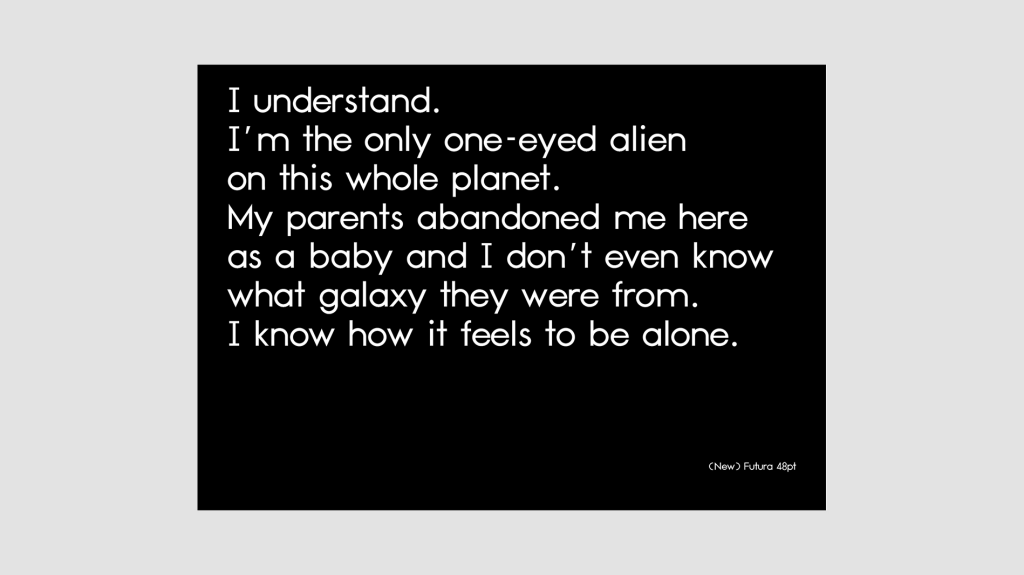 I understand.
I'm the only one-eyed alien
on this whole planet.
My parents abandoned me here
as a baby and I don't even know
what galaxy they were from.
I know how it feels to be alone.
(New) Futura 48pt